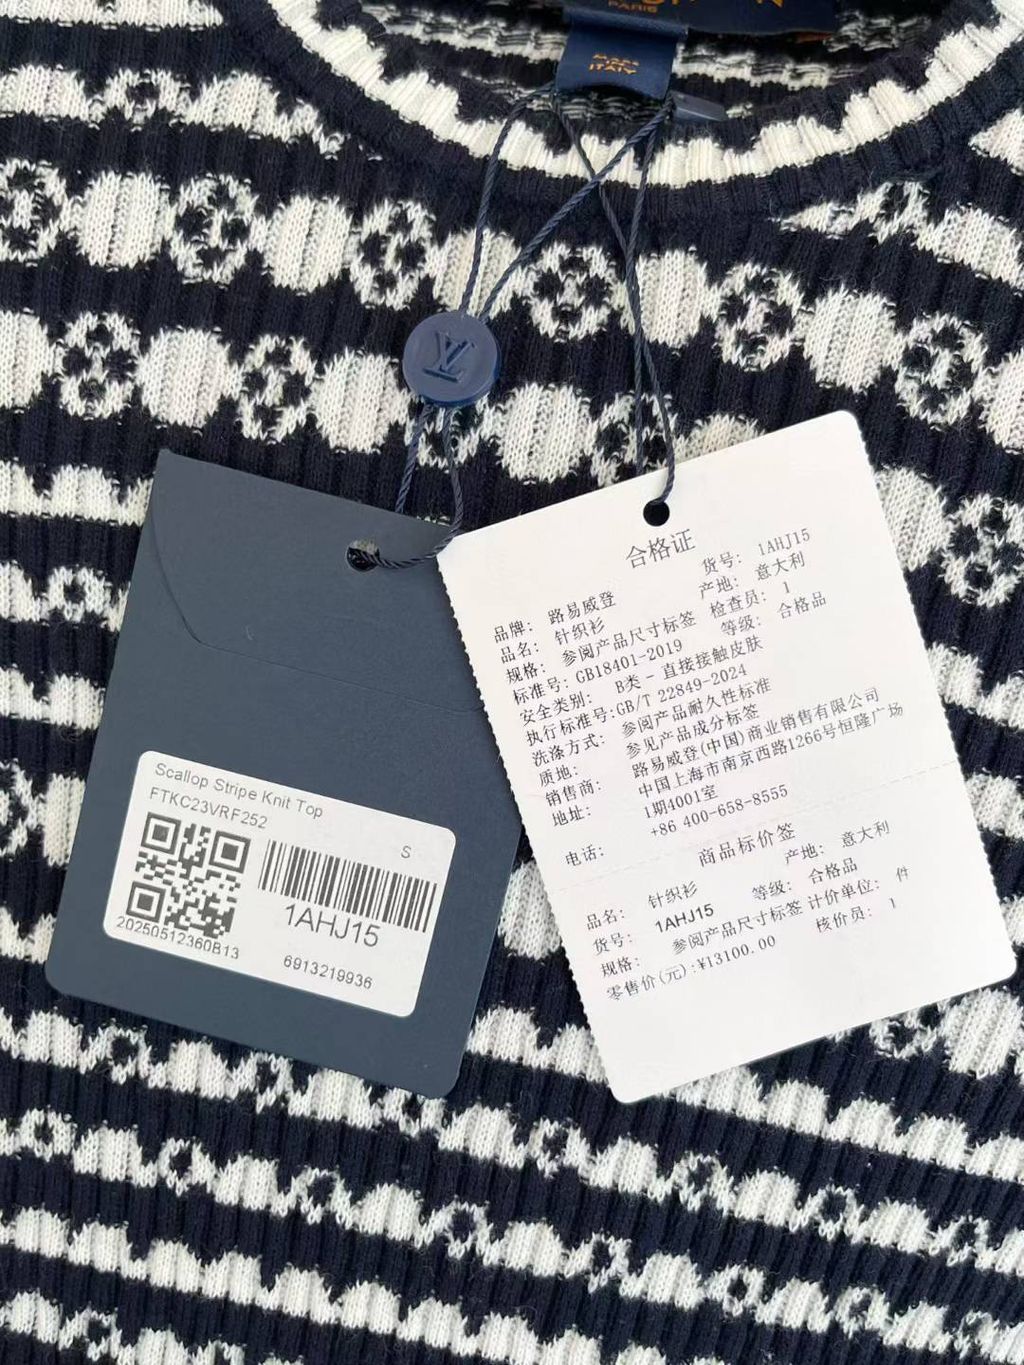 PARIS
MADE
IN
ITALY
LV
Scallop Stripe Knit Top
FTKC23VRF252
S
1AHJ15
20250512360B13
6913219936
合格证
货号: 1AHJ15
品牌: 路易威登
产地: 意大利
品名: 针织衫
检查员: 1
规格: 参阅产品尺寸标签
等级: 合格品
标准号: GB18401-2019
安全类别: B类 - 直接接触皮肤
执行标准号: GB/T 22849-2024
洗涤方式: 参阅产品耐久性标准
质地: 参见产品成分标签
销售商: 路易威登(中国)商业销售有限公司
地址: 中国上海市南京西路1266号恒隆广场
1期4001室
电话: +86 400-658-8555
商品标价签
产地: 意大利
品名: 针织衫
等级: 合格品
货号: 1AHJ15
计价单位: 件
规格: 参阅产品尺寸标签
核价员: 1
零售价(元): ¥13100.00